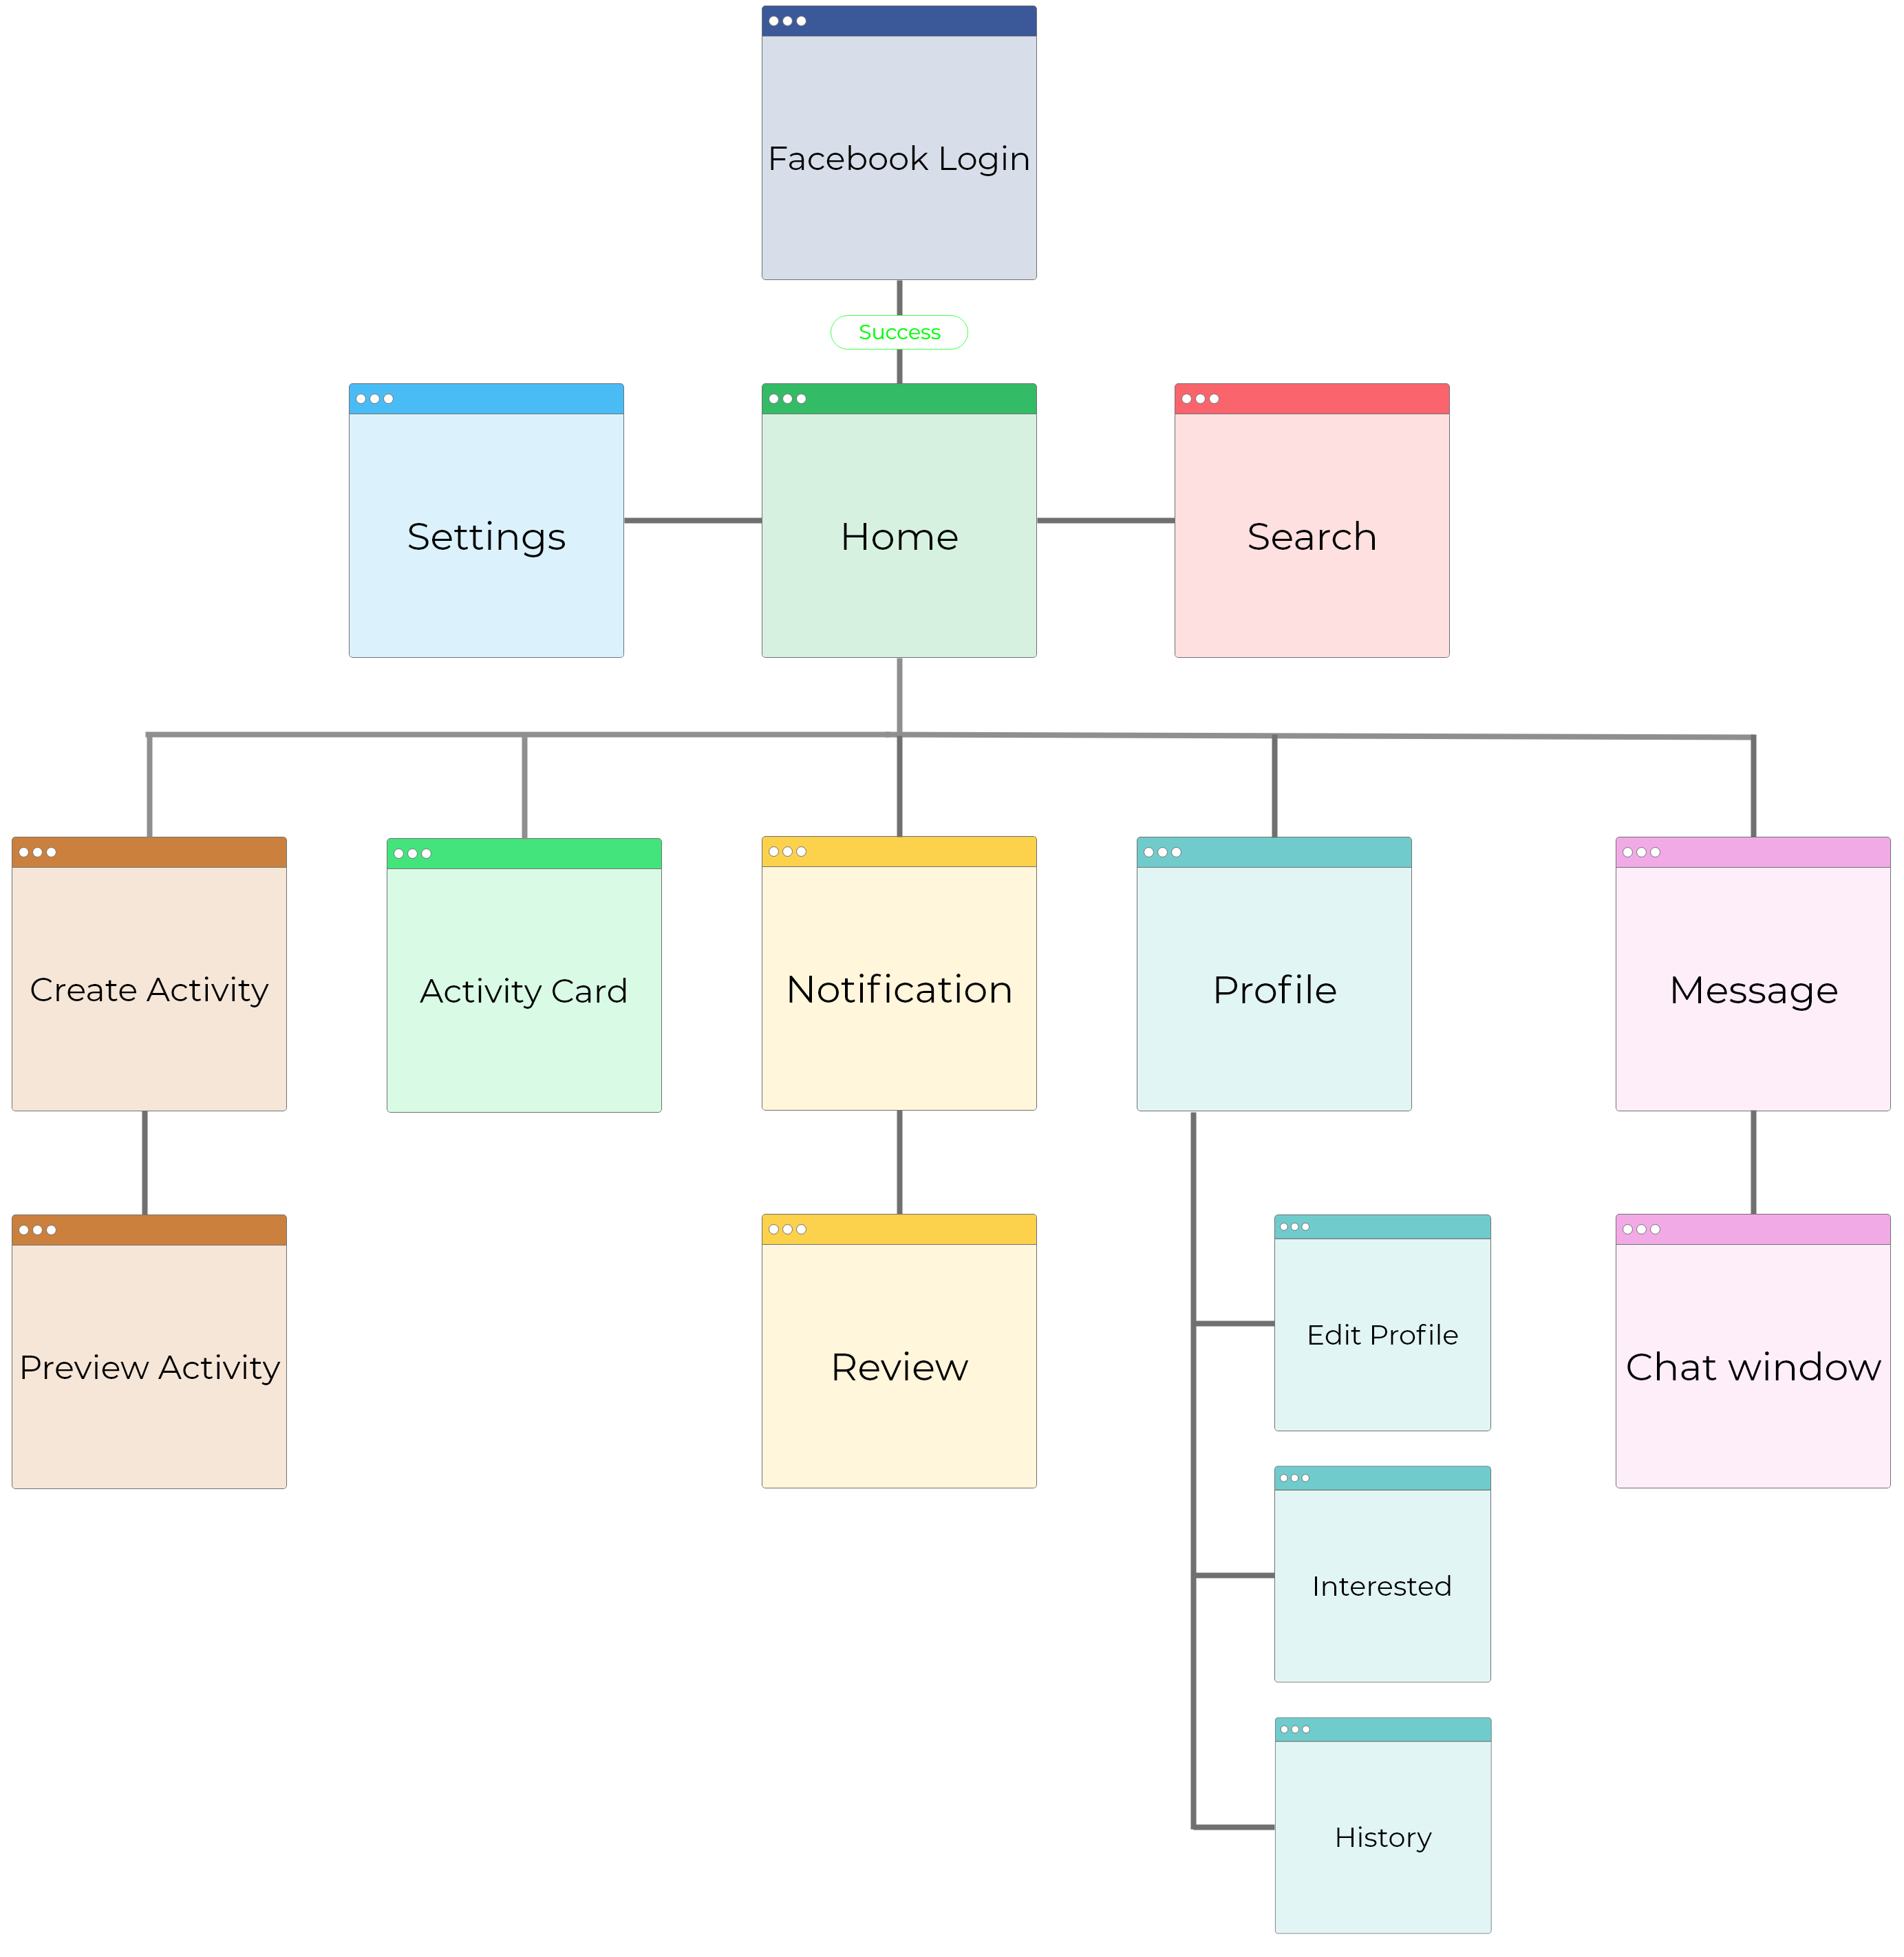 Facebook Login
Success
Settings
Home
Search
Create Activity
Activity Card
Notification
Profile
Message
Preview Activity
Review
Edit Profile
Chat window
Interested
History